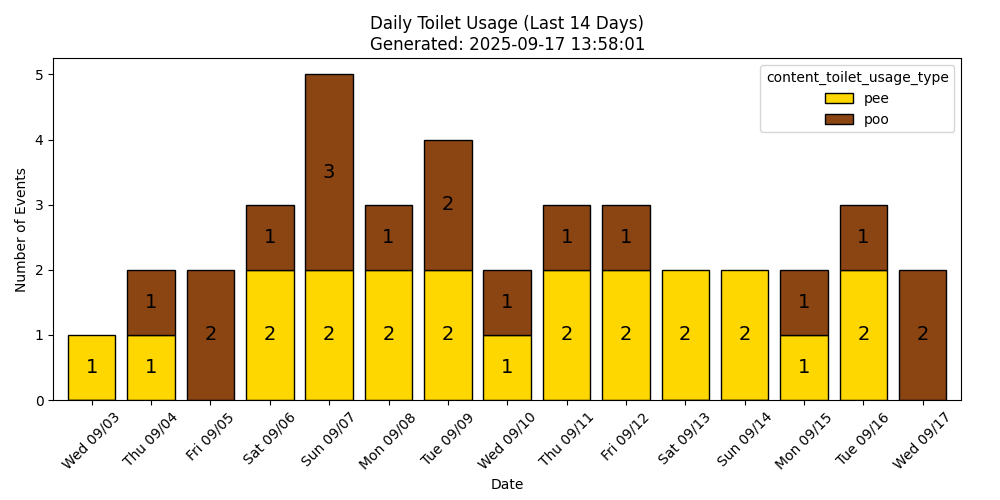 Daily Toilet Usage (Last 14 Days)
Generated: 2025-09-17 13:58:01
content_toilet_usage_type
pee
poo
Number of Events
5
4
3
2
1
0
1
1
1
2
2
1
2
3
2
1
2
2
1
1
2
1
2
1
2
2
1
1
2
1
2
Wed 09/03
Thu 09/04
Fri 09/05
Sat 09/06
Sun 09/07
Mon 09/08
Tue 09/09
Wed 09/10
Thu 09/11
Fri 09/12
Sat 09/13
Sun 09/14
Mon 09/15
Tue 09/16
Wed 09/17
Date